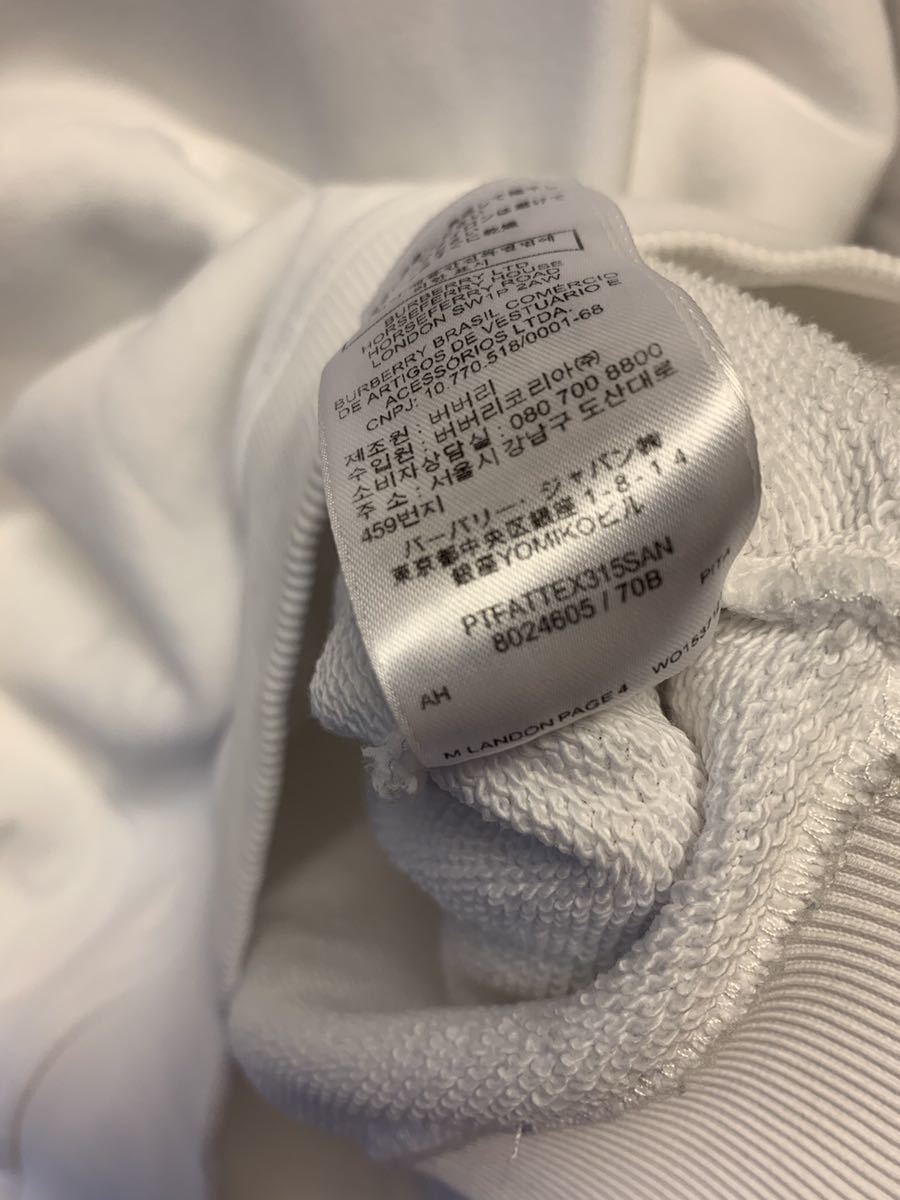 BURBERRY LTD
HORSEFERRY HOUSE
HORSEFERRY ROAD
LONDON SW1P 2AW
BURBERRY BRASIL COMÉRCIO
DE ARTIGOS DE VESTUÁRIO E
ACESSÓRIOS LTDA.
CNPJ: 10.770.518/0001-68
제조원 : 버버리
수입원 : 버버리코리아㈜
소비자상담실 : 080 700 8800
주 소 : 서울시 강남구 도산대로
459번지
バーバリー・ジャパン㈱
東京都中央区銀座1-8-14
銀座YOMIKOビル
PTFATTEX315SAN
8024605 / 70B
AH
M LANDON PAGE 4